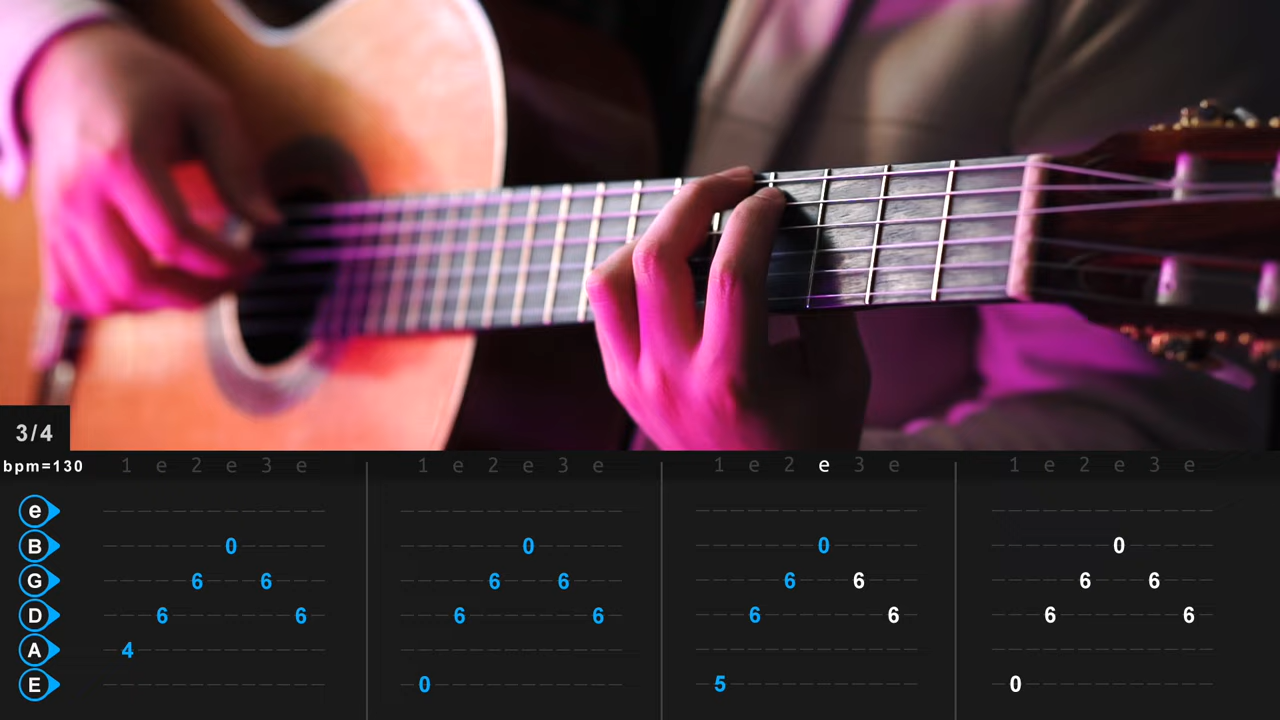 3/4
bpm=130 1 e 2 e 3 e 1 e 2 e 3 e 1 e 2 e 3 e 1 e 2 e 3 e
e
B 0 0 0 0
G 6 6 6 6 6 6 6 6
D 6 6 6 6 6 6 6 6
A 4
E 0 5 0